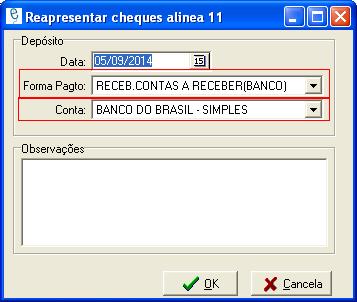 Reapresentar cheques alinea 11
Depósito
Data: 05/09/2014 15
Forma Pagto: RECEB.CONTAS A RECEBER(BANCO)
Conta: BANCO DO BRASIL - SIMPLES
Observações
OK Cancela